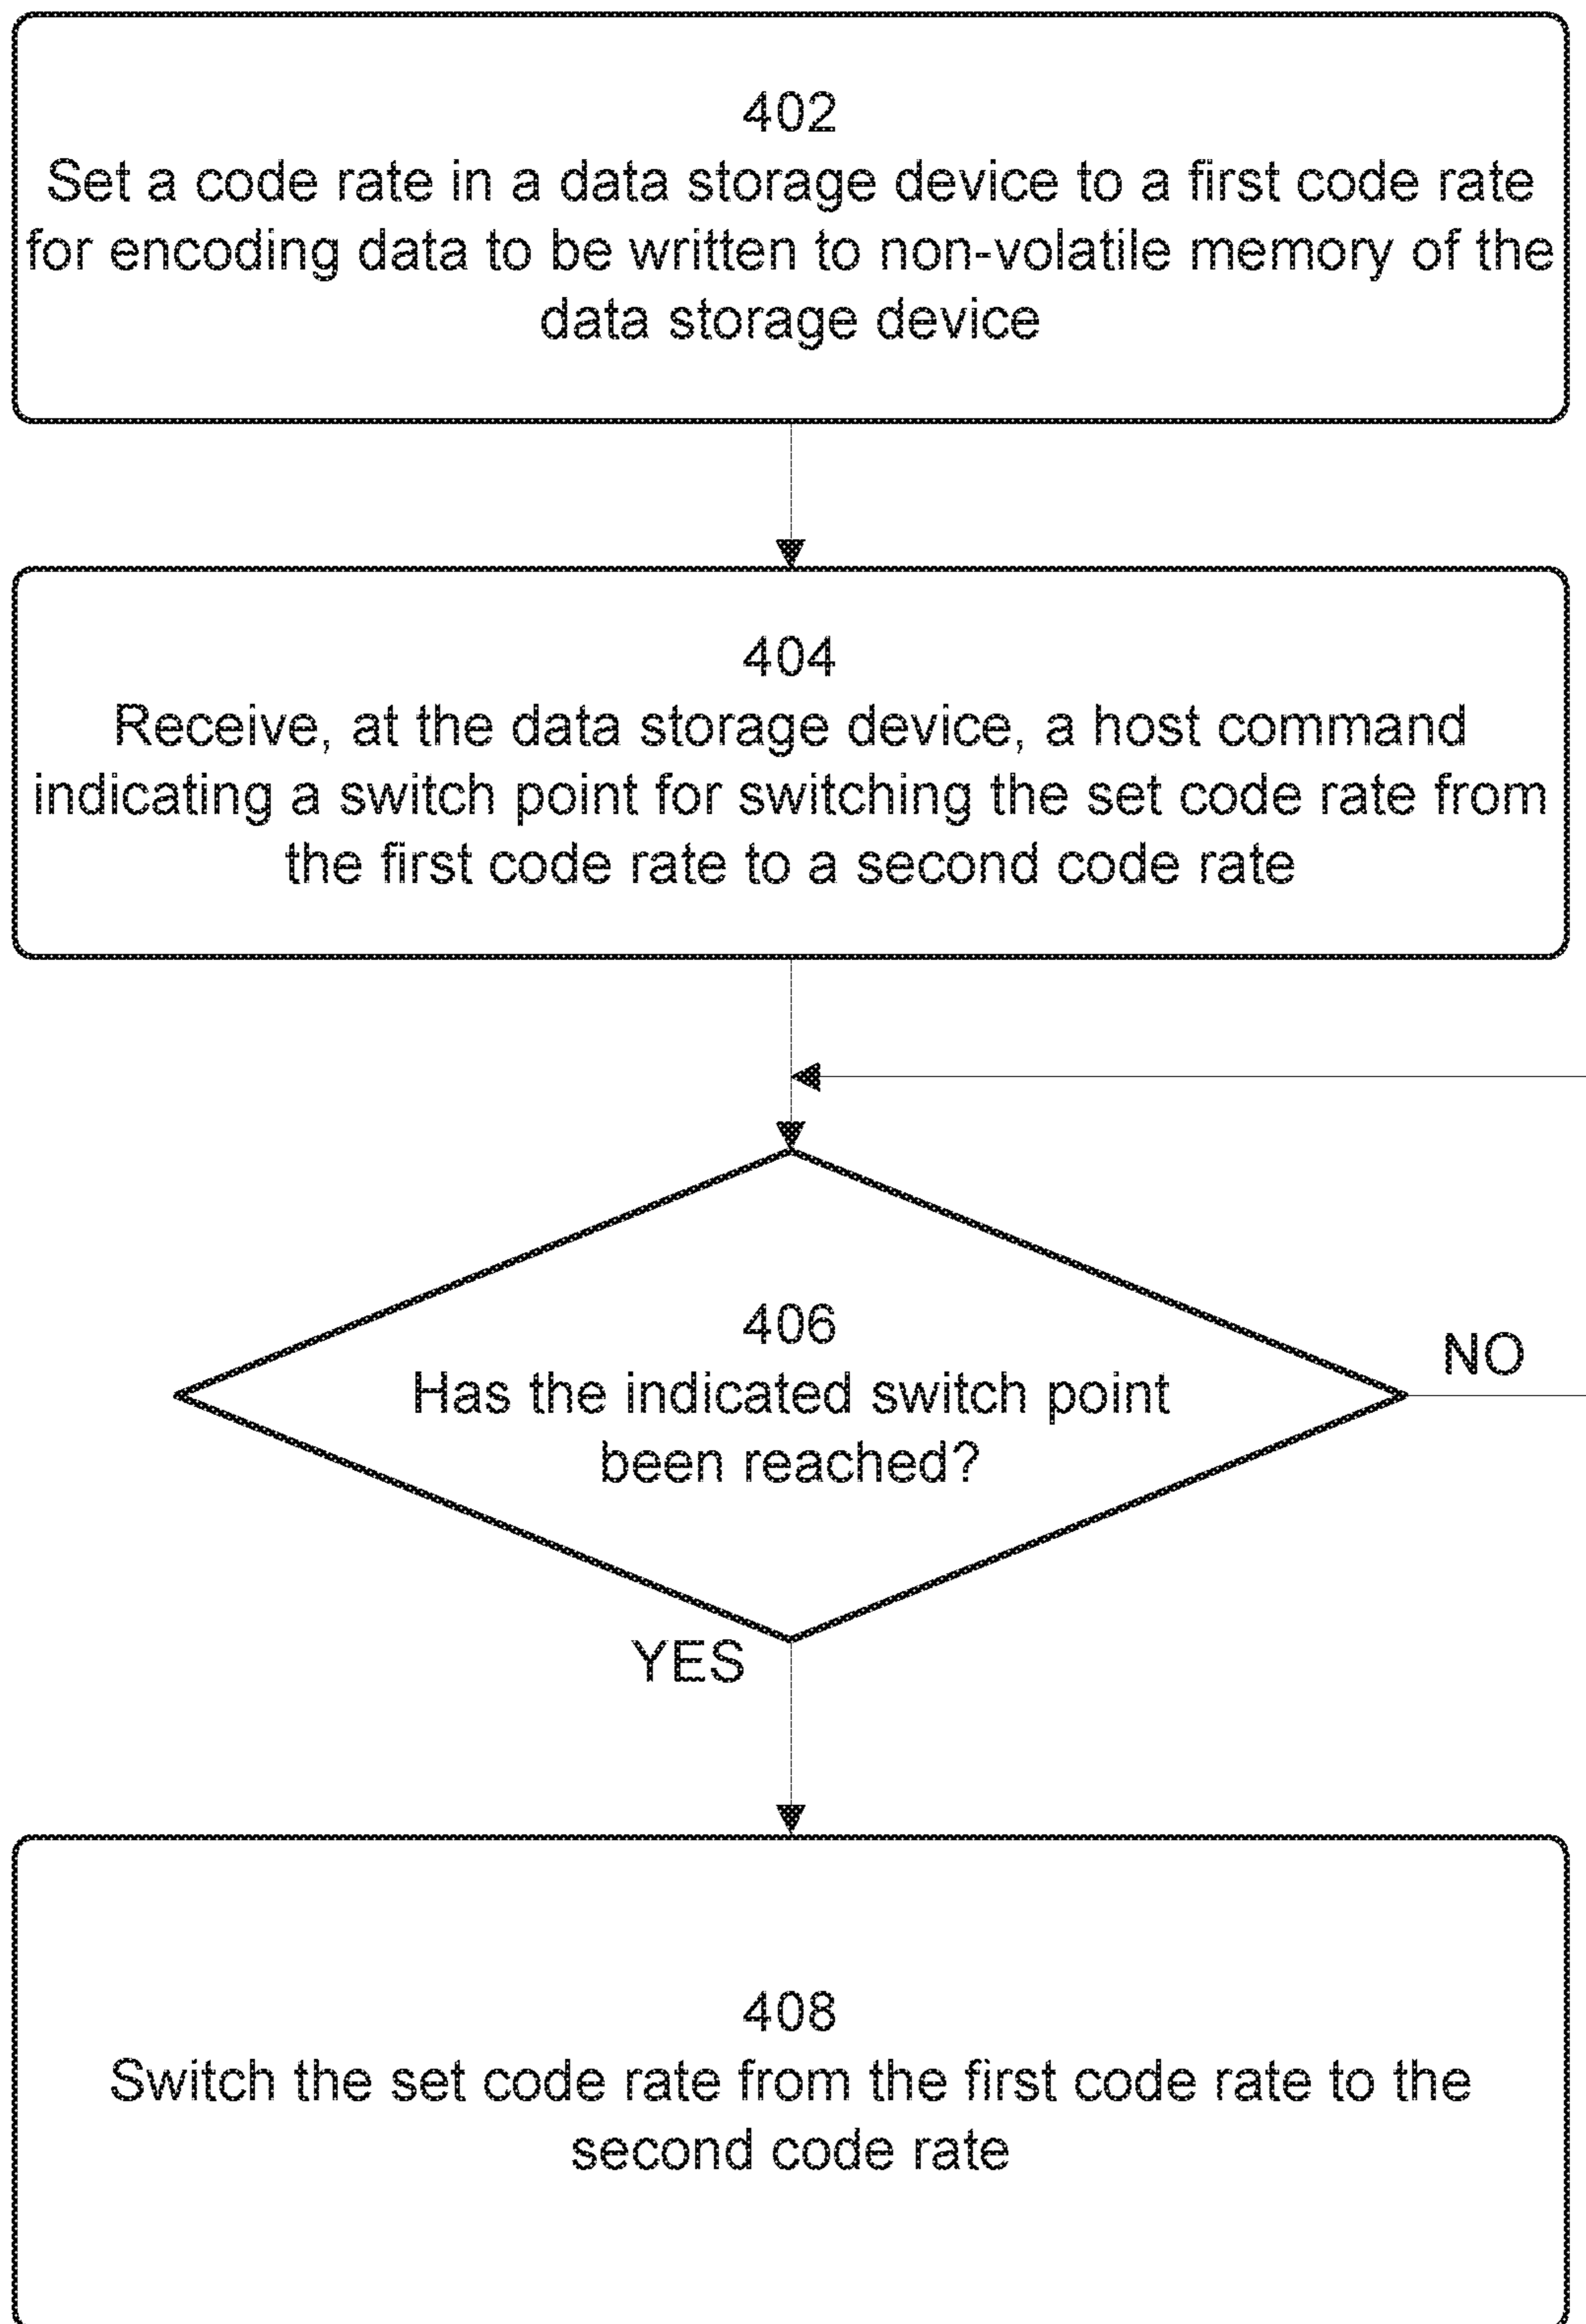 402
Set a code rate in a data storage device to a first code rate
for encoding data to be written to non-volatile memory of the
data storage device
404
Receive, at the data storage device, a host command
indicating a switch point for switching the set code rate from
the first code rate to a second code rate
406
Has the indicated switch point
been reached?
NO
YES
408
Switch the set code rate from the first code rate to the
second code rate